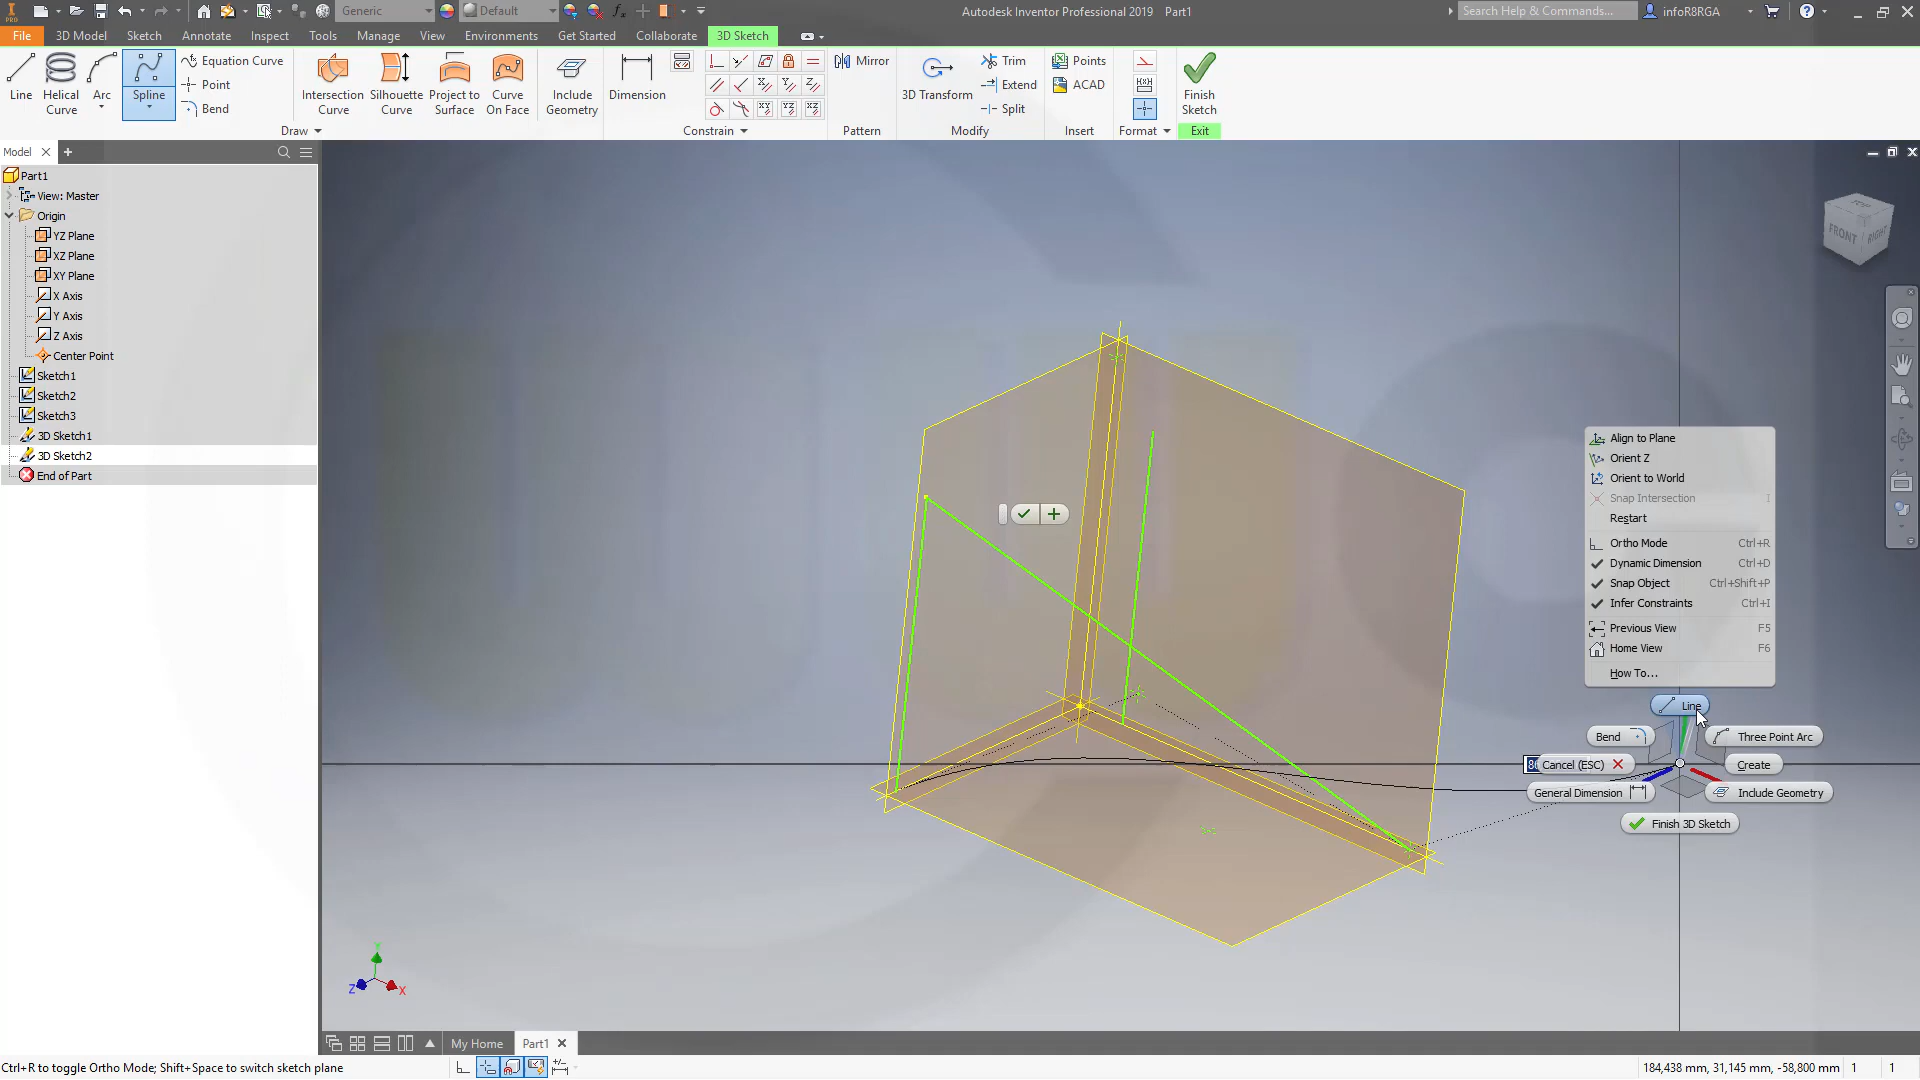 PRO
Generic
Default
Autodesk Inventor Professional 2019 Part1
Search Help & Commands...
infoR8RGA
File
3D Model
Sketch
Annotate
Inspect
Tools
Manage
View
Environments
Get Started
Collaborate
3D Sketch
Line
Helical Curve
Arc
Spline
Equation Curve
Point
Bend
Intersection Curve
Silhouette Curve
Project to Surface
Curve On Face
Include Geometry
Dimension
Mirror
3D Transform
Trim
Extend
Split
Points
ACAD
Finish Sketch
Draw
Constrain
Pattern
Modify
Insert
Format
Exit
Model
Part1
View: Master
Origin
YZ Plane
XZ Plane
XY Plane
X Axis
Y Axis
Z Axis
Center Point
Sketch1
Sketch2
Sketch3
3D Sketch1
3D Sketch2
End of Part
TOP
FRONT
RIGHT
Align to Plane
Orient Z
Orient to World
Snap Intersection I
Restart
Ortho Mode Ctrl+R
Dynamic Dimension Ctrl+D
Snap Object Ctrl+Shift+P
Infer Constraints Ctrl+I
Previous View F5
Home View F6
How To...
Line
Bend
Three Point Arc
Cancel (ESC)
Create
General Dimension
Include Geometry
Finish 3D Sketch
Y
Z
X
My Home
Part1
Ctrl+R to toggle Ortho Mode; Shift+Space to switch sketch plane
184,438 mm, 31,145 mm, -58,800 mm 1 1